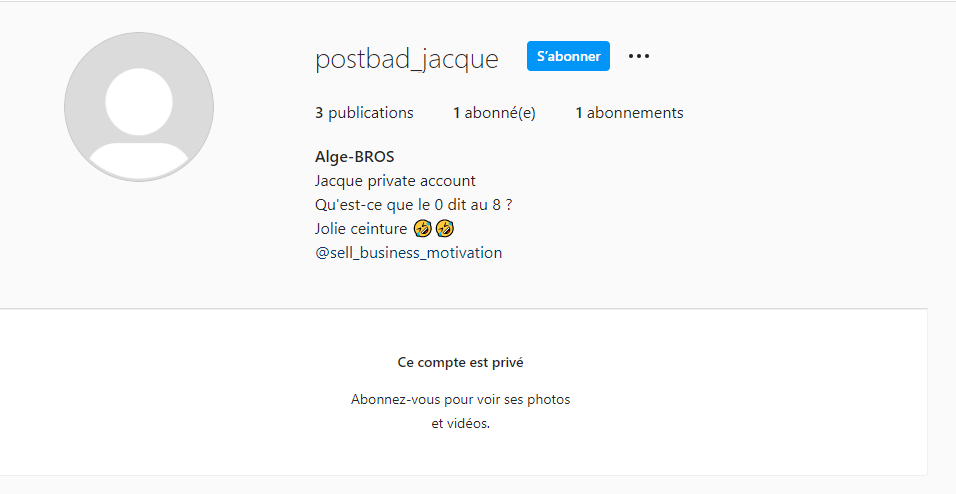 postbad_jacque S’abonner
3 publications 1 abonné(e) 1 abonnements
Alge-BROS
Jacque private account
Qu'est-ce que le 0 dit au 8 ?
Jolie ceinture 🤣🤣
@sell_business_motivation
Ce compte est privé
Abonnez-vous pour voir ses photos
et vidéos.